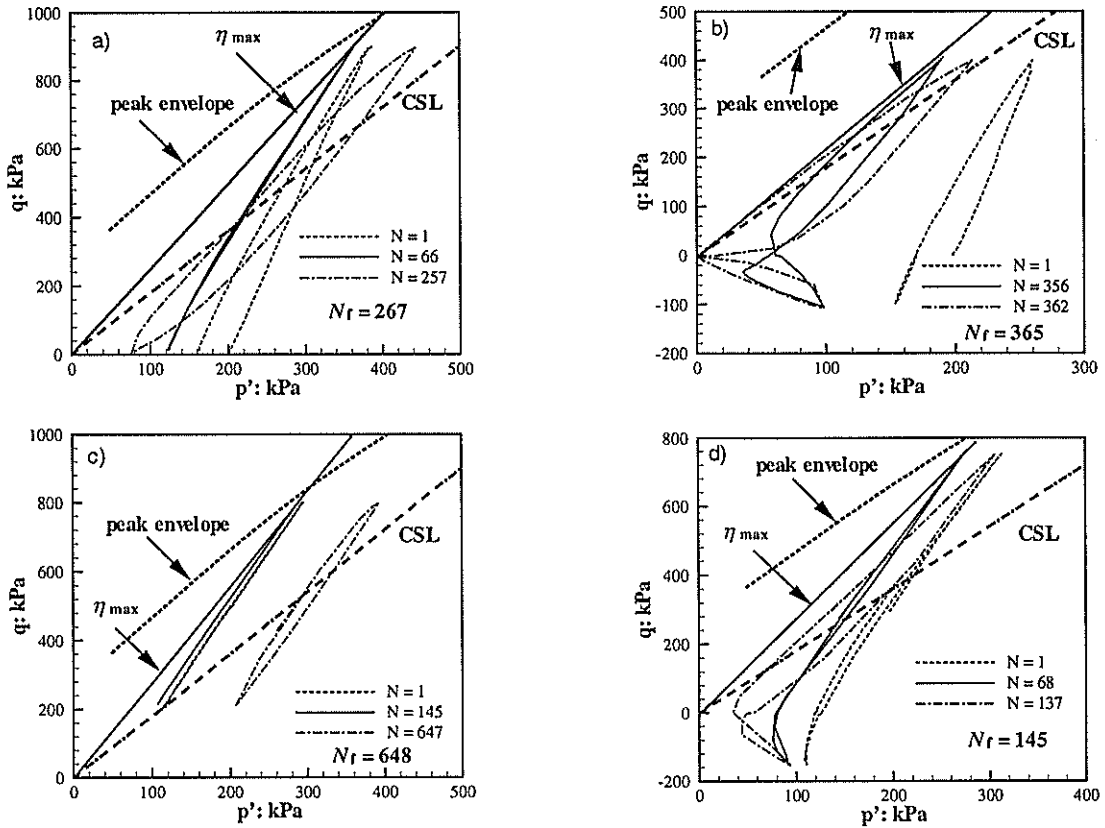 a)
η max
peak envelope
CSL
N = 1
N = 66
N = 257
Nf = 267
q: kPa
1000
800
600
400
200
0
0 100 200 300 400 500
p': kPa
b)
η max
peak envelope
CSL
N = 1
N = 356
N = 362
Nf = 365
q: kPa
500
400
300
200
100
0
-100
-200
0 100 200 300
p': kPa
c)
peak envelope
η max
CSL
N = 1
N = 145
N = 647
Nf = 648
q: kPa
1000
800
600
400
200
0
0 100 200 300 400 500
p': kPa
d)
peak envelope
η max
CSL
N = 1
N = 68
N = 137
Nf = 145
q: kPa
800
600
400
200
0
-200
0 100 200 300 400
p': kPa